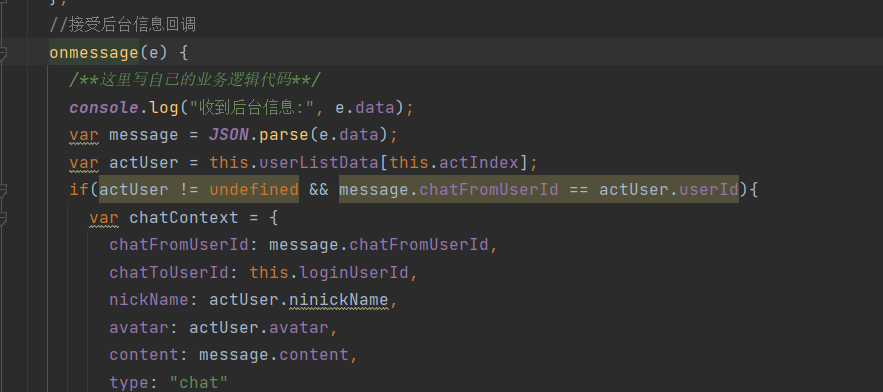 };
//接受后台信息回调
onmessage(e) {
/**这里写自己的业务逻辑代码**/
console.log("收到后台信息:", e.data);
var message = JSON.parse(e.data);
var actUser = this.userListData[this.actIndex];
if(actUser != undefined && message.chatFromUserId == actUser.userId){
var chatContext = {
chatFromUserId: message.chatFromUserId,
chatToUserId: this.loginUserId,
nickName: actUser.ninickName,
avatar: actUser.avatar,
content: message.content,
type: "chat"